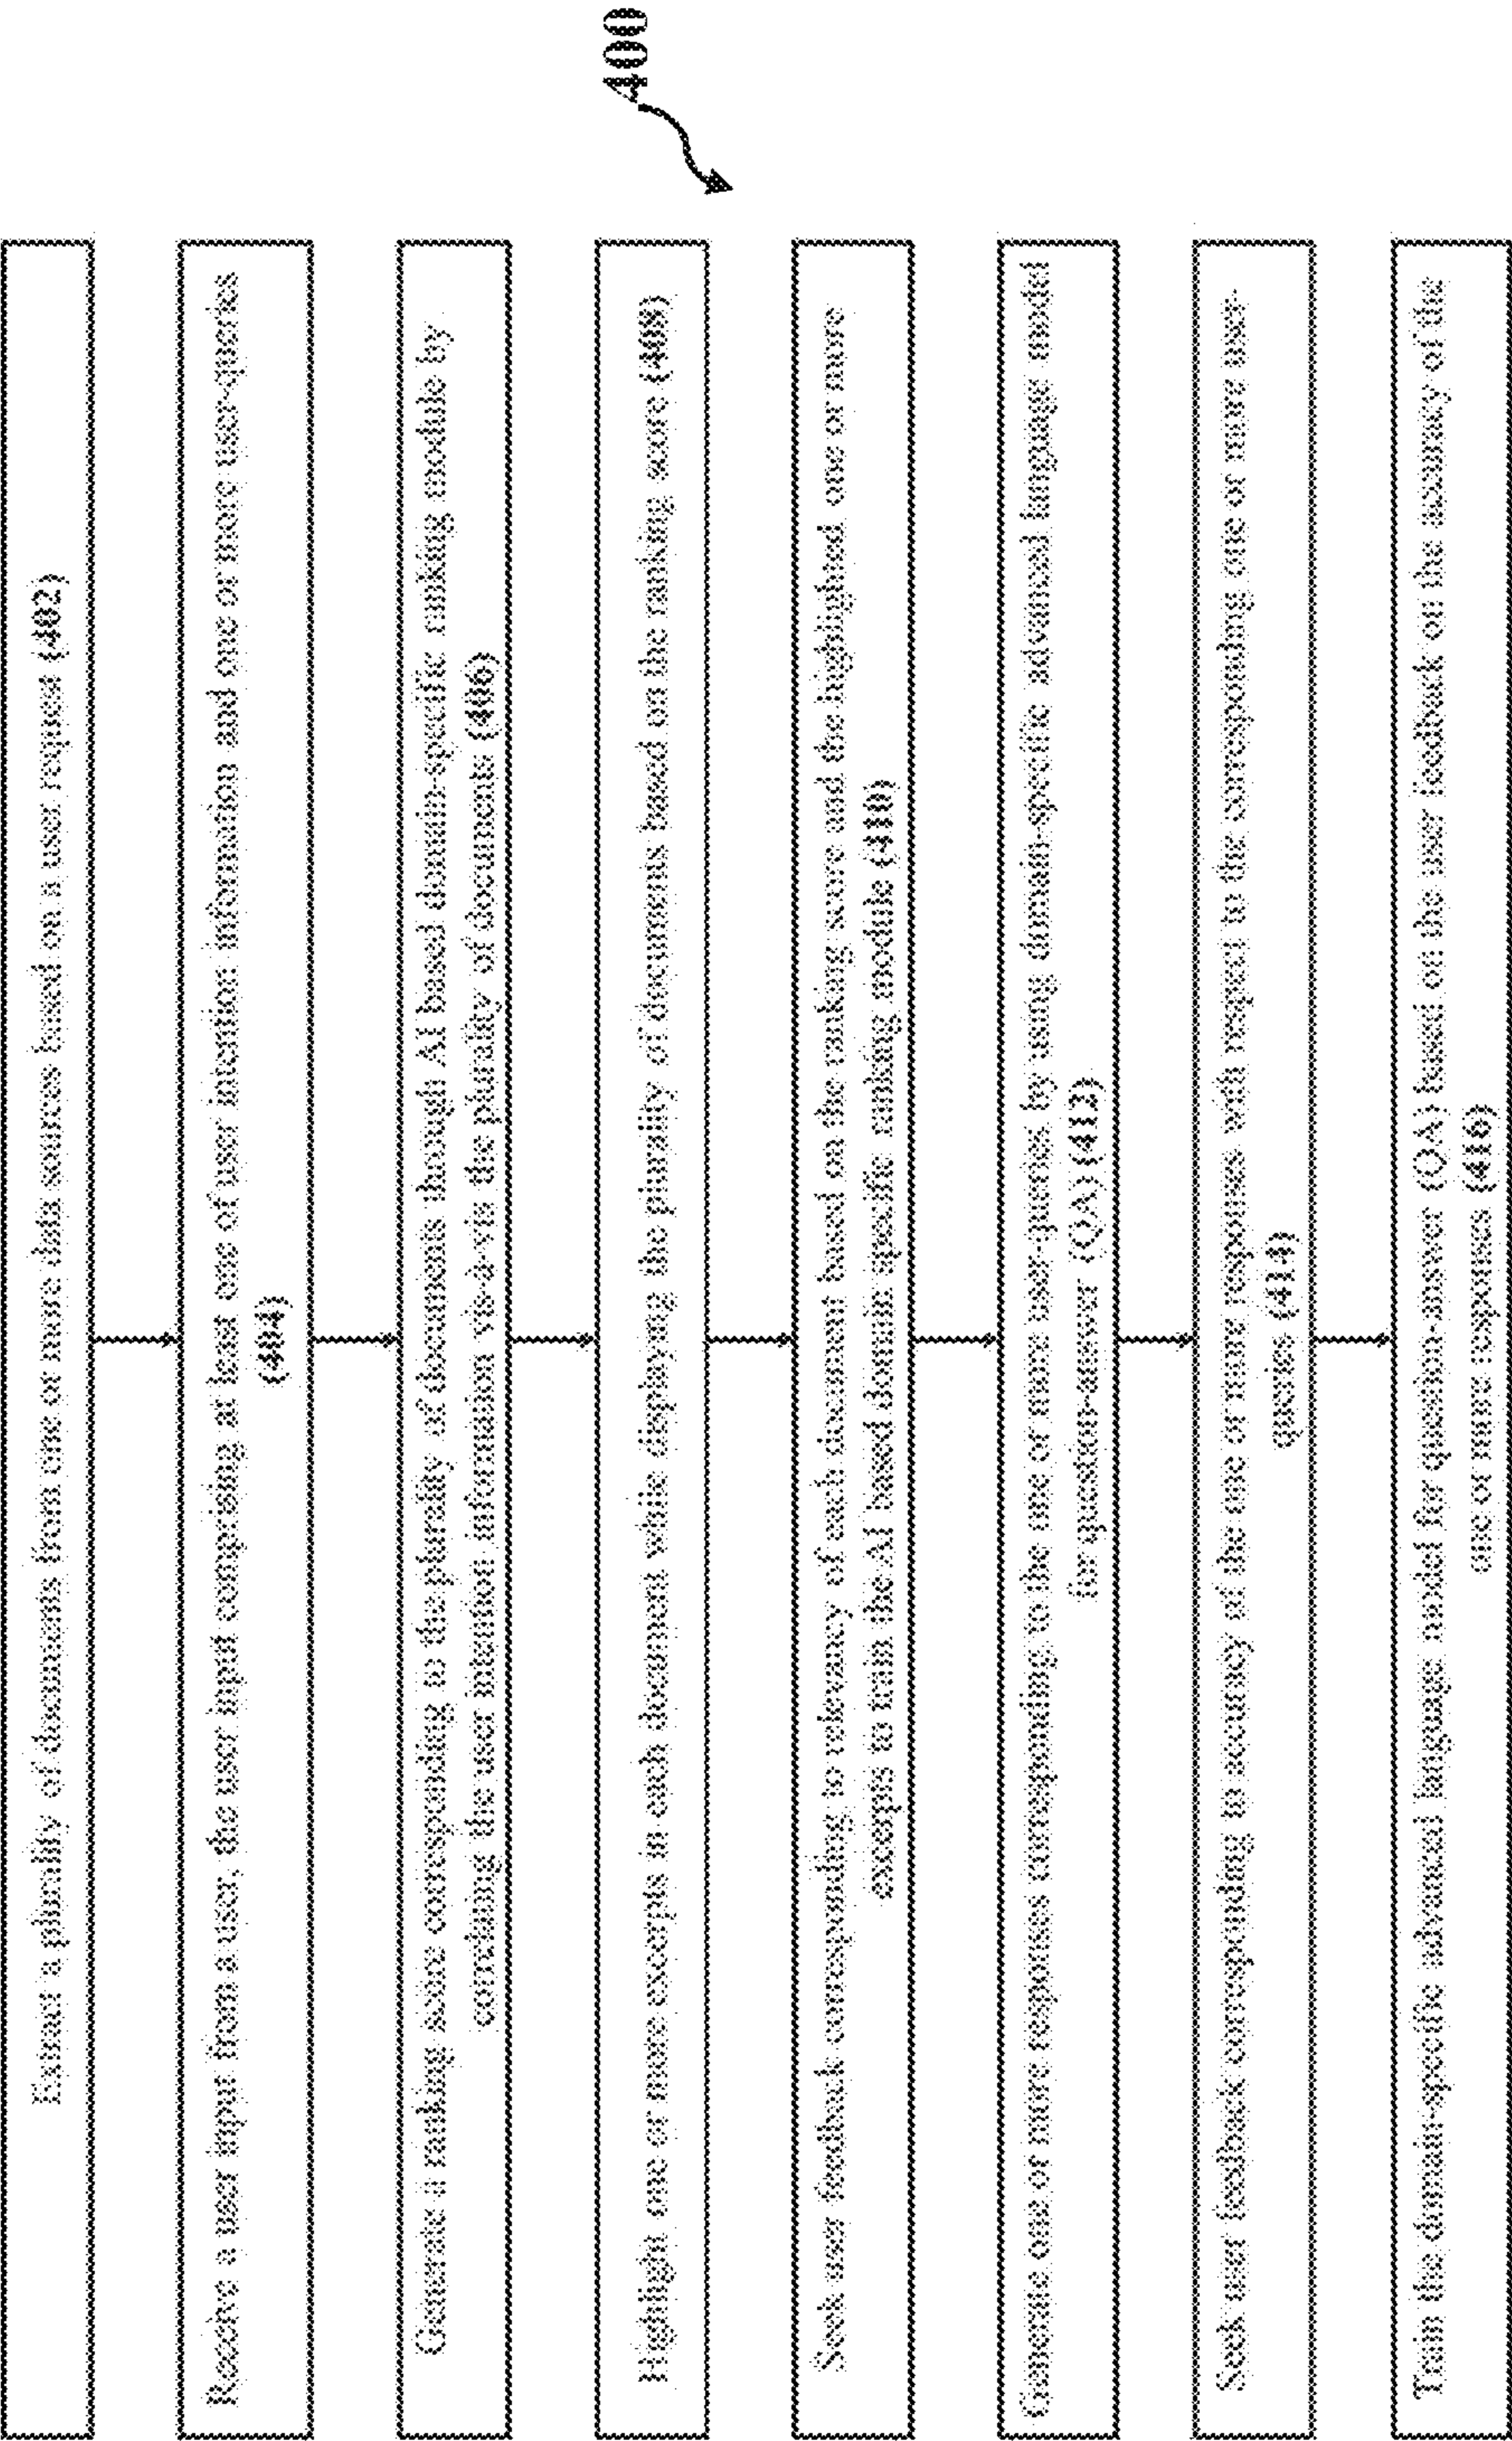 400
Extract a plurality of documents from one or more data sources based on a user request (402)
Receive a user input from a user, the user input comprising at least one of user intention information and one or more user-queries
(404)
Generate a ranking score corresponding to the plurality of documents through AI based domain-specific ranking module by
correlating the user intention information vis-à-vis the plurality of documents (406)
Highlight one or more excerpts in each document while displaying the plurality of documents based on the ranking score (408)
Seek user feedback corresponding to relevancy of each document based on the ranking score and the highlighted one or more
excerpts to train the AI based domain specific ranking module (410)
Generate one or more responses corresponding to the one or more user-queries by using domain-specific advanced language model
for question-answer (QA) (412)
Seek user feedback corresponding to accuracy of the one or more responses with respect to the corresponding one or more user-
queries (414)
Train the domain-specific advanced language model for question-answer (QA) based on the user feedback on the accuracy of the
one or more responses (416)